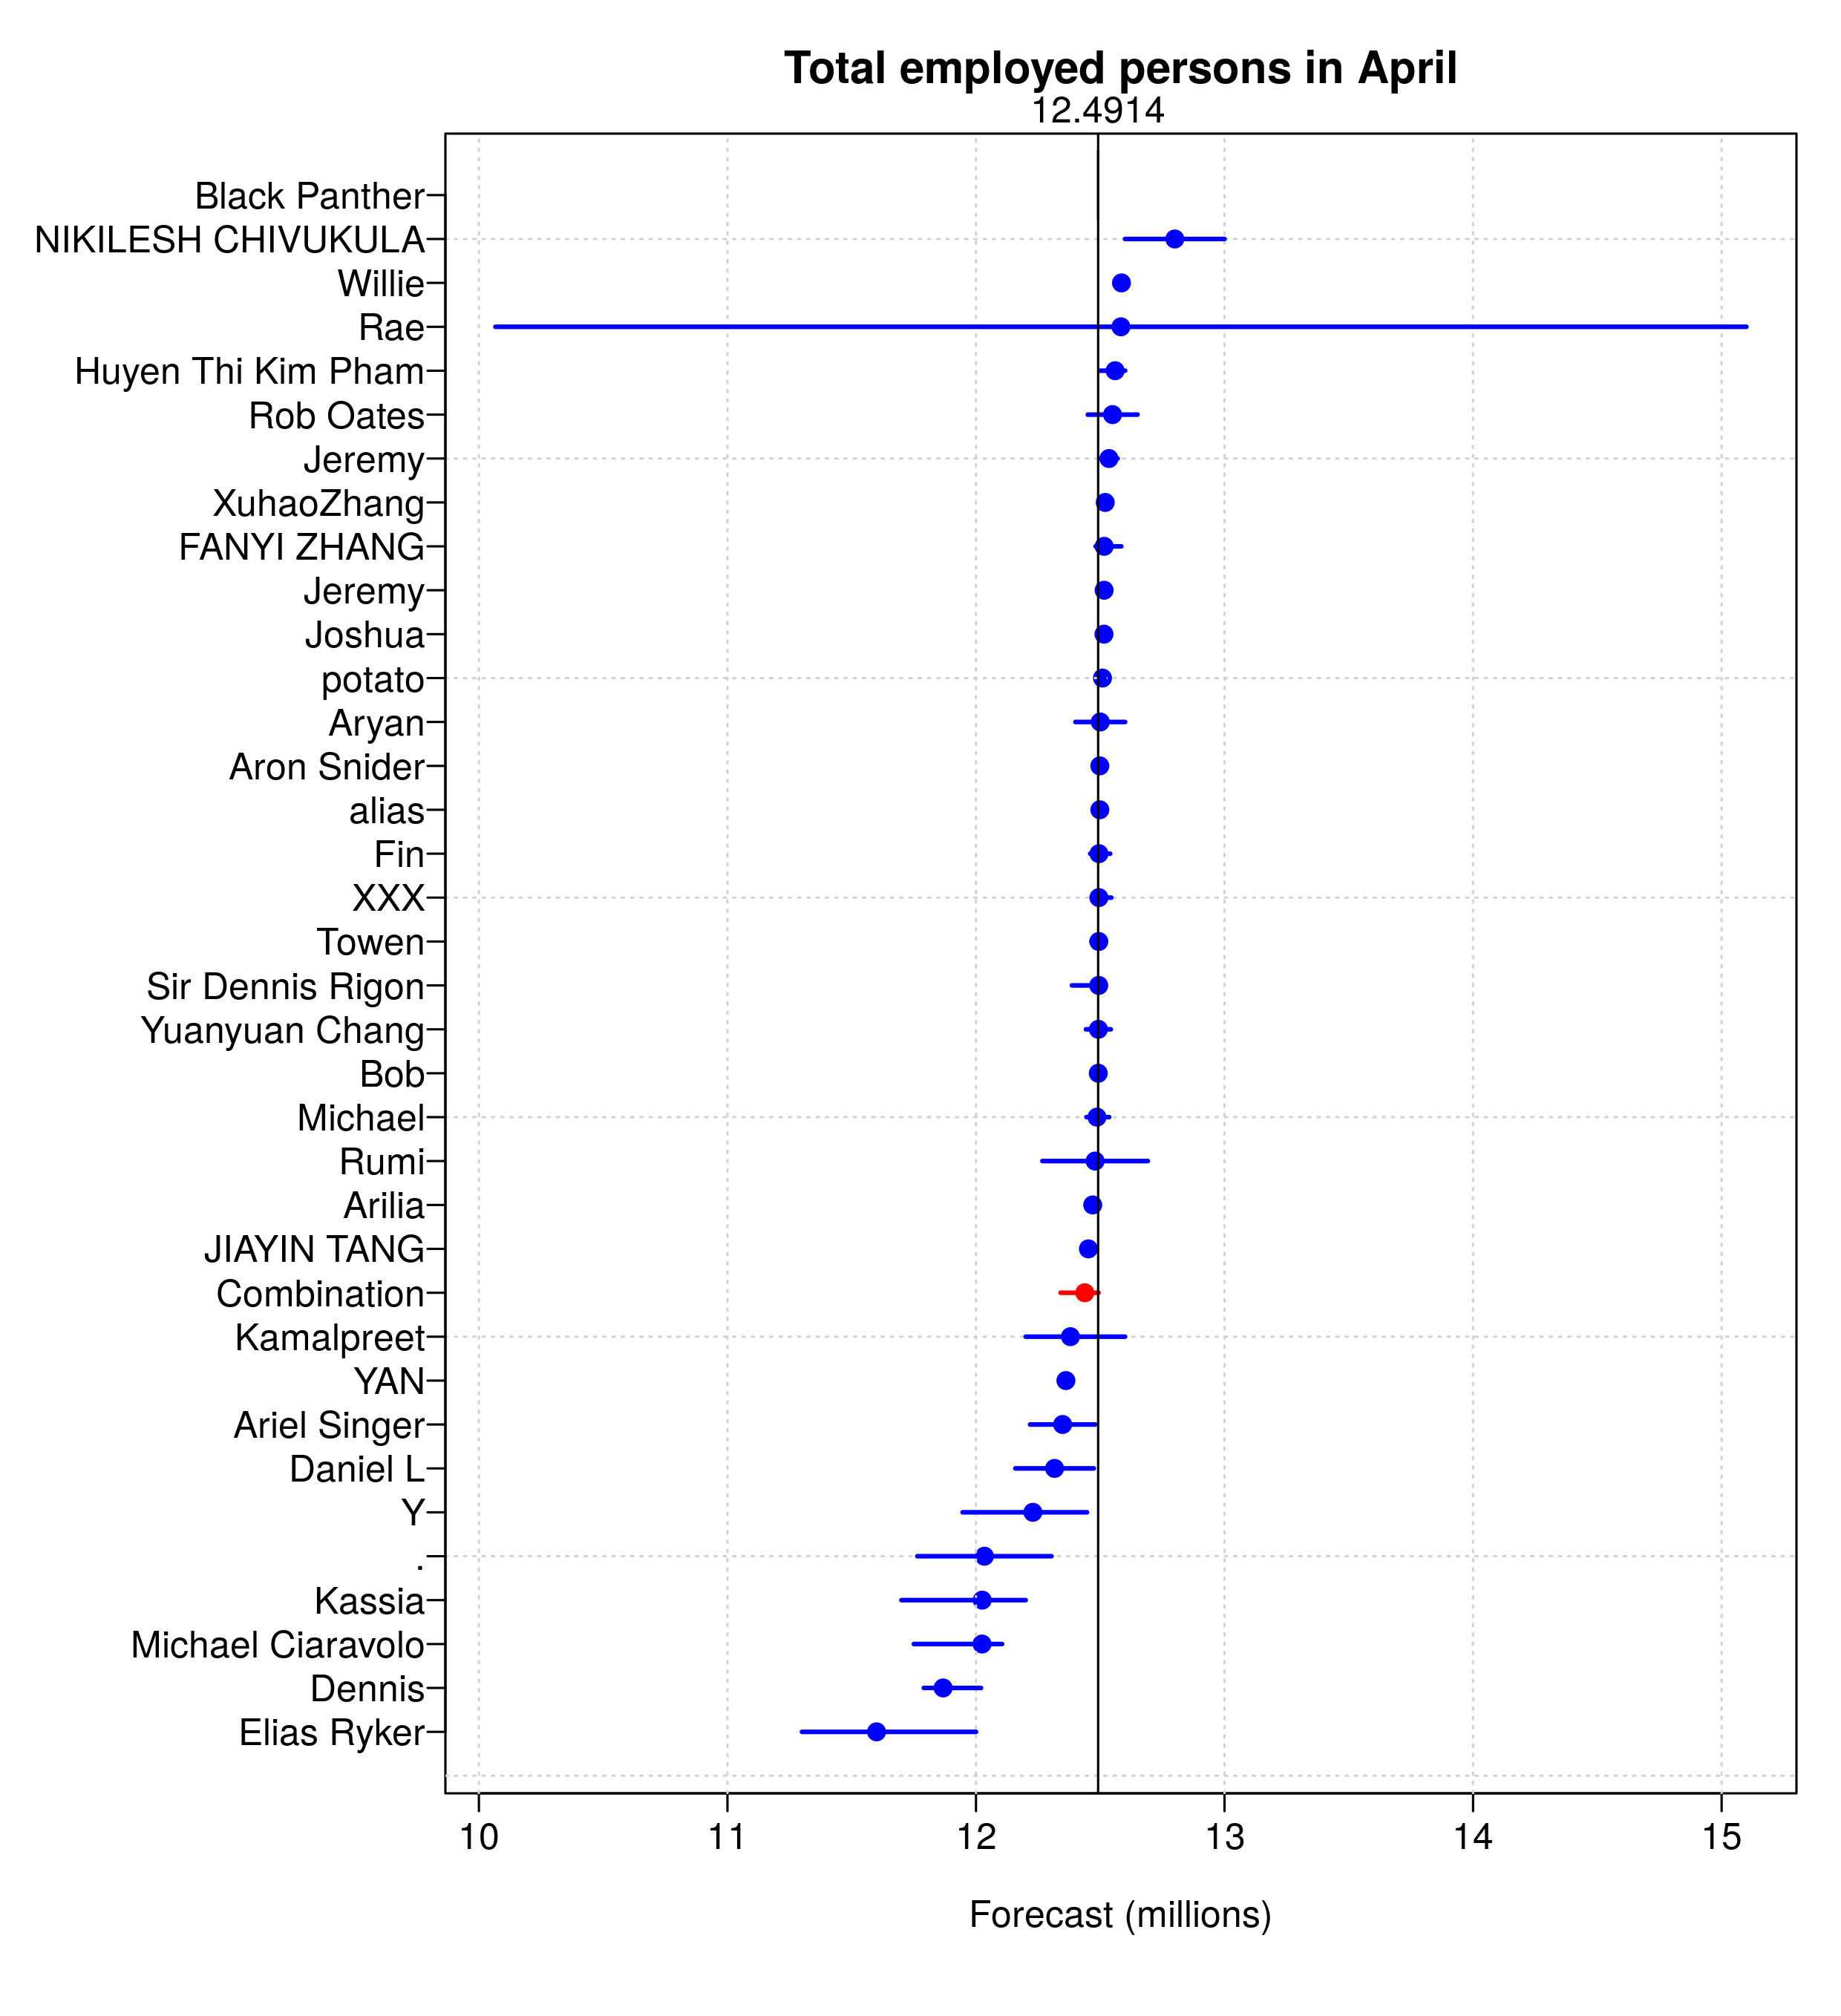 Total employed persons in April
12.4914
Black Panther
NIKILESH CHIVUKULA
Willie
Rae
Huyen Thi Kim Pham
Rob Oates
Jeremy
XuhaoZhang
FANYI ZHANG
Jeremy
Joshua
potato
Aryan
Aron Snider
alias
Fin
XXX
Towen
Sir Dennis Rigon
Yuanyuan Chang
Bob
Michael
Rumi
Arilia
JIAYIN TANG
Combination
Kamalpreet
YAN
Ariel Singer
Daniel L
Y
.
Kassia
Michael Ciaravolo
Dennis
Elias Ryker
10 11 12 13 14 15
Forecast (millions)